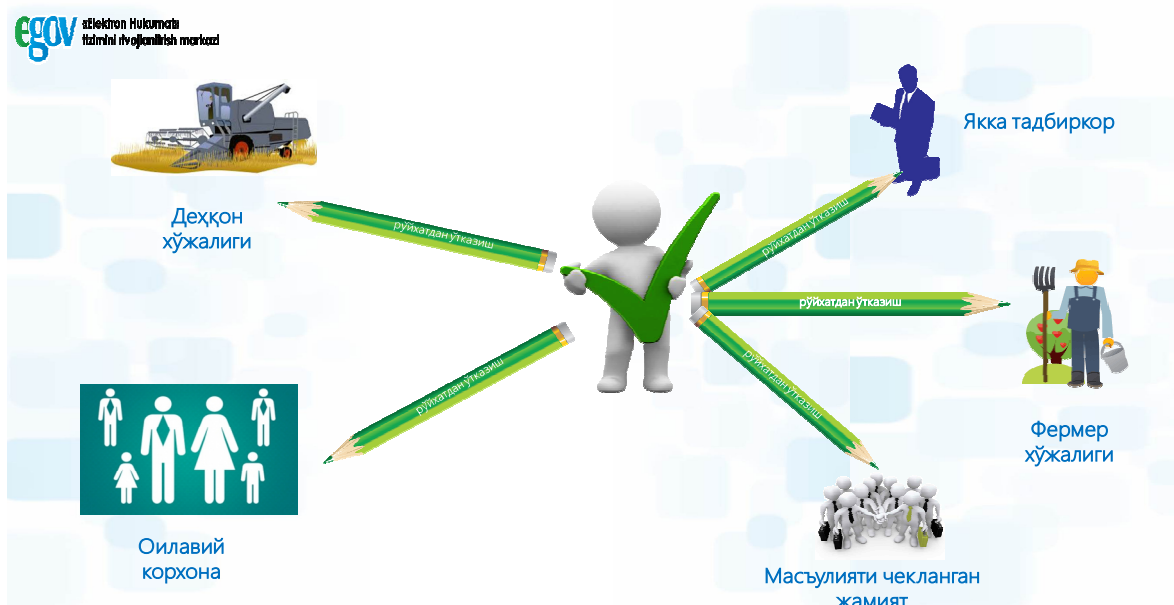 egov
«Elektron Hukumat»
tizimini rivojlantirish markazi
Якка тадбиркор
Деҳқон
хўжалиги
рўйхатдан ўтказиш
рўйхатдан ўтказиш
рўйхатдан ўтказиш
рўйхатдан ўтказиш
рўйхатдан ўтказиш
Фермер
хўжалиги
Оилавий
корхона
Масъулияти чекланган
жамият